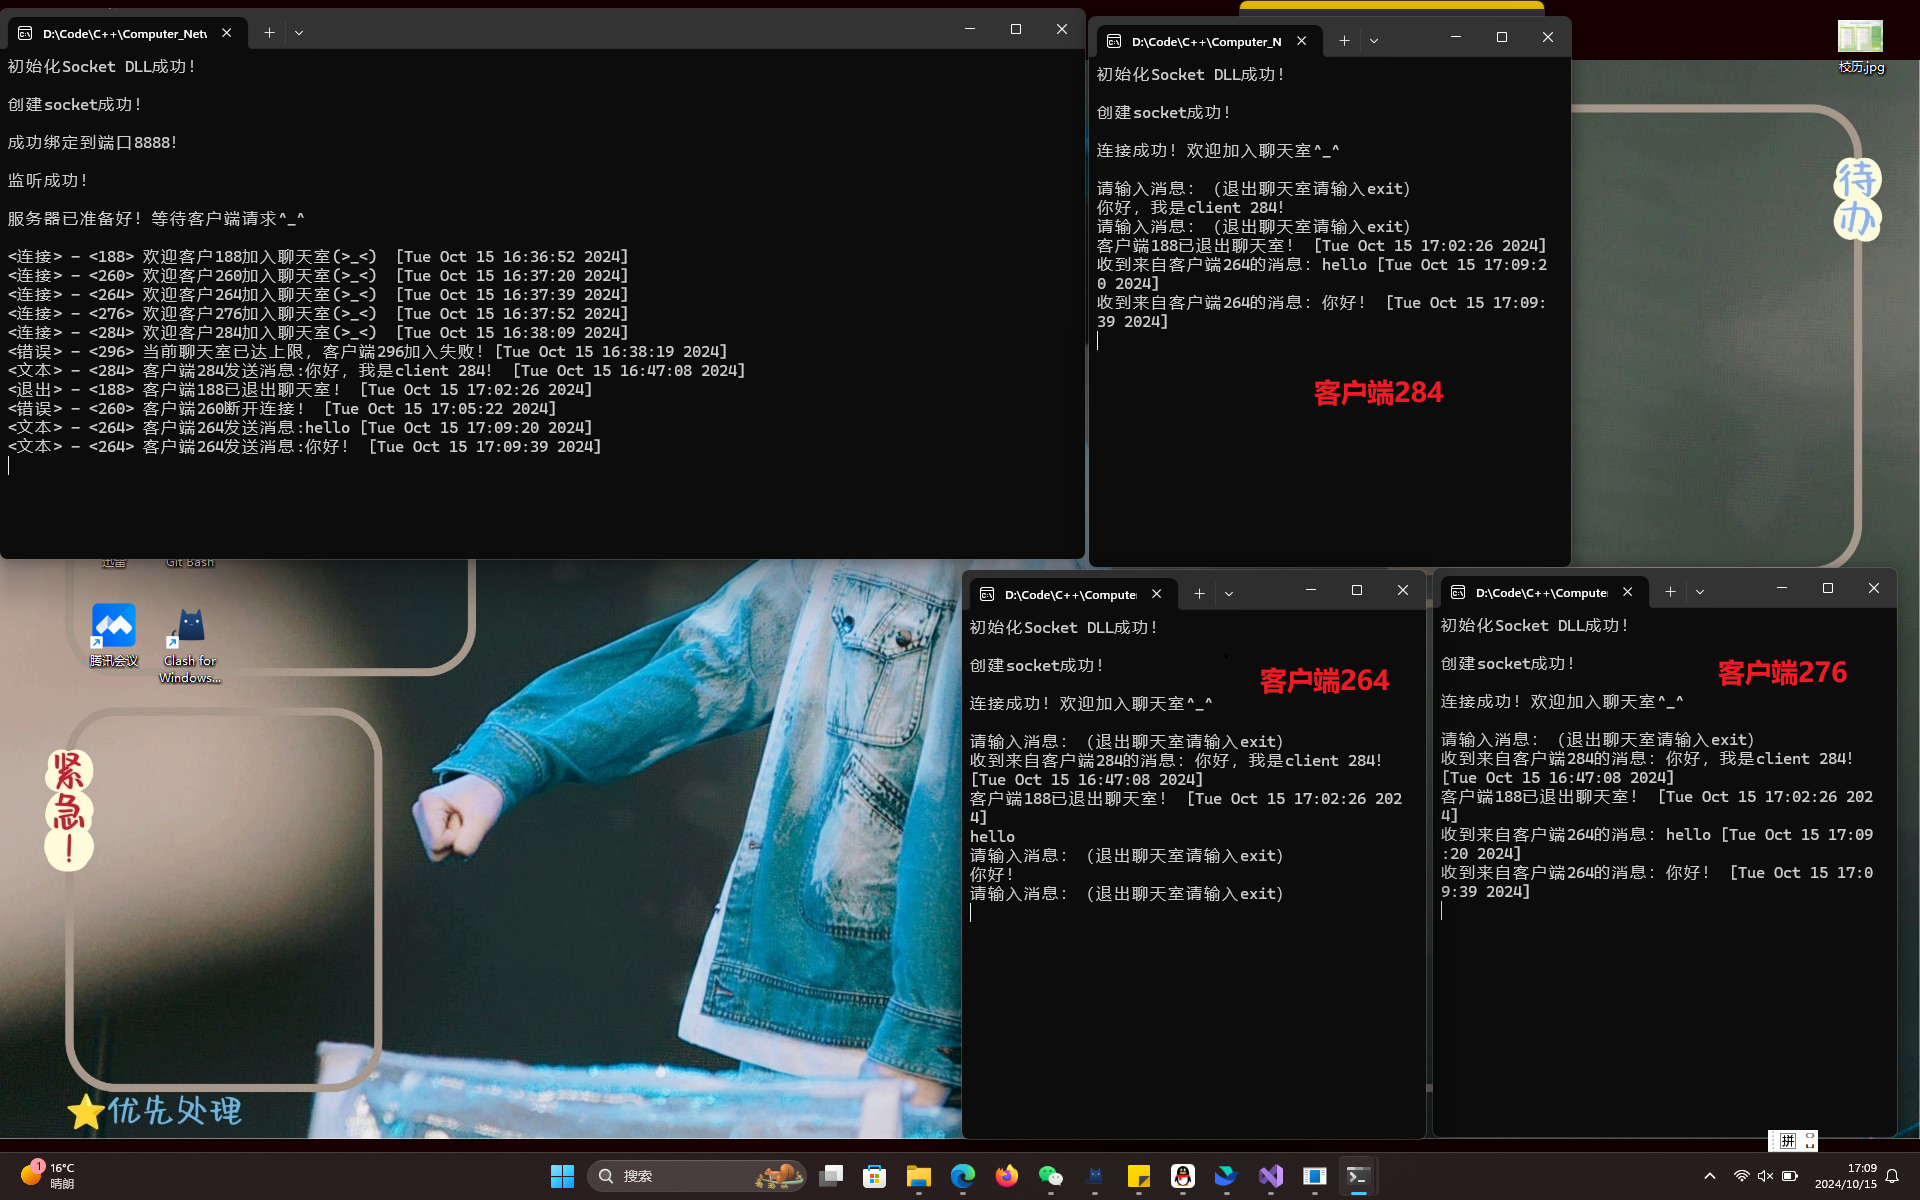 D:\Code\C++\Computer_Netv
初始化Socket DLL成功！
创建socket成功！
成功绑定到端口8888！
监听成功！
服务器已准备好！等待客户端请求^_^
<连接> - <188> 欢迎客户188加入聊天室(>_<)  [Tue Oct 15 16:36:52 2024]
<连接> - <260> 欢迎客户260加入聊天室(>_<)  [Tue Oct 15 16:37:20 2024]
<连接> - <264> 欢迎客户264加入聊天室(>_<)  [Tue Oct 15 16:37:39 2024]
<连接> - <276> 欢迎客户276加入聊天室(>_<)  [Tue Oct 15 16:37:52 2024]
<连接> - <284> 欢迎客户284加入聊天室(>_<)  [Tue Oct 15 16:38:09 2024]
<错误> - <296> 当前聊天室已达上限，客户端296加入失败！[Tue Oct 15 16:38:19 2024]
<文本> - <284> 客户端284发送消息:你好，我是client 284！ [Tue Oct 15 16:47:08 2024]
<退出> - <188> 客户端188已退出聊天室！ [Tue Oct 15 17:02:26 2024]
<错误> - <260> 客户端260断开连接！ [Tue Oct 15 17:05:22 2024]
<文本> - <264> 客户端264发送消息:hello [Tue Oct 15 17:09:20 2024]
<文本> - <264> 客户端264发送消息:你好！ [Tue Oct 15 17:09:39 2024]
D:\Code\C++\Computer_N
初始化Socket DLL成功！
创建socket成功！
连接成功！欢迎加入聊天室^_^
请输入消息：（退出聊天室请输入exit）
你好，我是client 284！
请输入消息：（退出聊天室请输入exit）
客户端188已退出聊天室！ [Tue Oct 15 17:02:26 2024]
收到来自客户端264的消息：hello [Tue Oct 15 17:09:2
0 2024]
收到来自客户端264的消息：你好！ [Tue Oct 15 17:09:
39 2024]
客户端284
校历.jpg
待办
迅雷
Git Bash
腾讯会议
Clash for
Windows...
紧急！
优先处理
D:\Code\C++\Compute
初始化Socket DLL成功！
创建socket成功！
客户端264
连接成功！欢迎加入聊天室^_^
请输入消息：（退出聊天室请输入exit）
收到来自客户端284的消息：你好，我是client 284！
[Tue Oct 15 16:47:08 2024]
客户端188已退出聊天室！ [Tue Oct 15 17:02:26 202
4]
hello
请输入消息：（退出聊天室请输入exit）
你好！
请输入消息：（退出聊天室请输入exit）
D:\Code\C++\Compute
初始化Socket DLL成功！
创建socket成功！
客户端276
连接成功！欢迎加入聊天室^_^
请输入消息：（退出聊天室请输入exit）
收到来自客户端284的消息：你好，我是client 284！
[Tue Oct 15 16:47:08 2024]
客户端188已退出聊天室！ [Tue Oct 15 17:02:26 202
4]
收到来自客户端264的消息：hello [Tue Oct 15 17:09
:20 2024]
收到来自客户端264的消息：你好！ [Tue Oct 15 17:0
9:39 2024]
拼
1
16°C
晴朗
搜索
17:09
2024/10/15